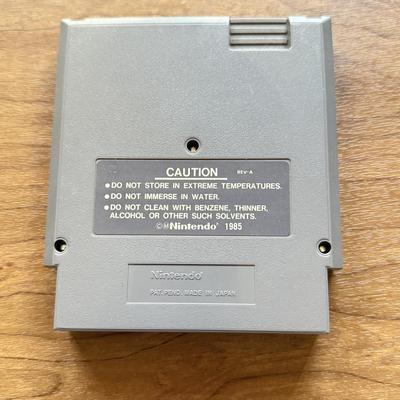 CAUTION REV-A
•DO NOT STORE IN EXTREME TEMPERATURES.
•DO NOT IMMERSE IN WATER.
•DO NOT CLEAN WITH BENZENE, THINNER,
ALCOHOL OR OTHER SUCH SOLVENTS.
©Ⓜ Nintendo® 1985
Nintendo®
PAT. PEND. MADE IN JAPAN